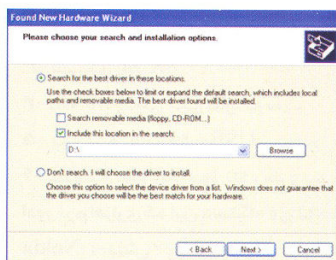 Found New Hardware Wizard
Please choose your search and installation options.
Search for the best driver in these locations.
Use the check boxes below to limit or expand the default search, which includes local
paths and removable media. The best driver found will be installed.
Search removable media (floppy, CD-ROM...)
Include this location in the search:
D:\
Browse
Don't search. I will choose the driver to install.
Choose this option to select the device driver from a list. Windows does not guarantee that
the driver you choose will be the best match for your hardware.
< Back
Next >
Cancel